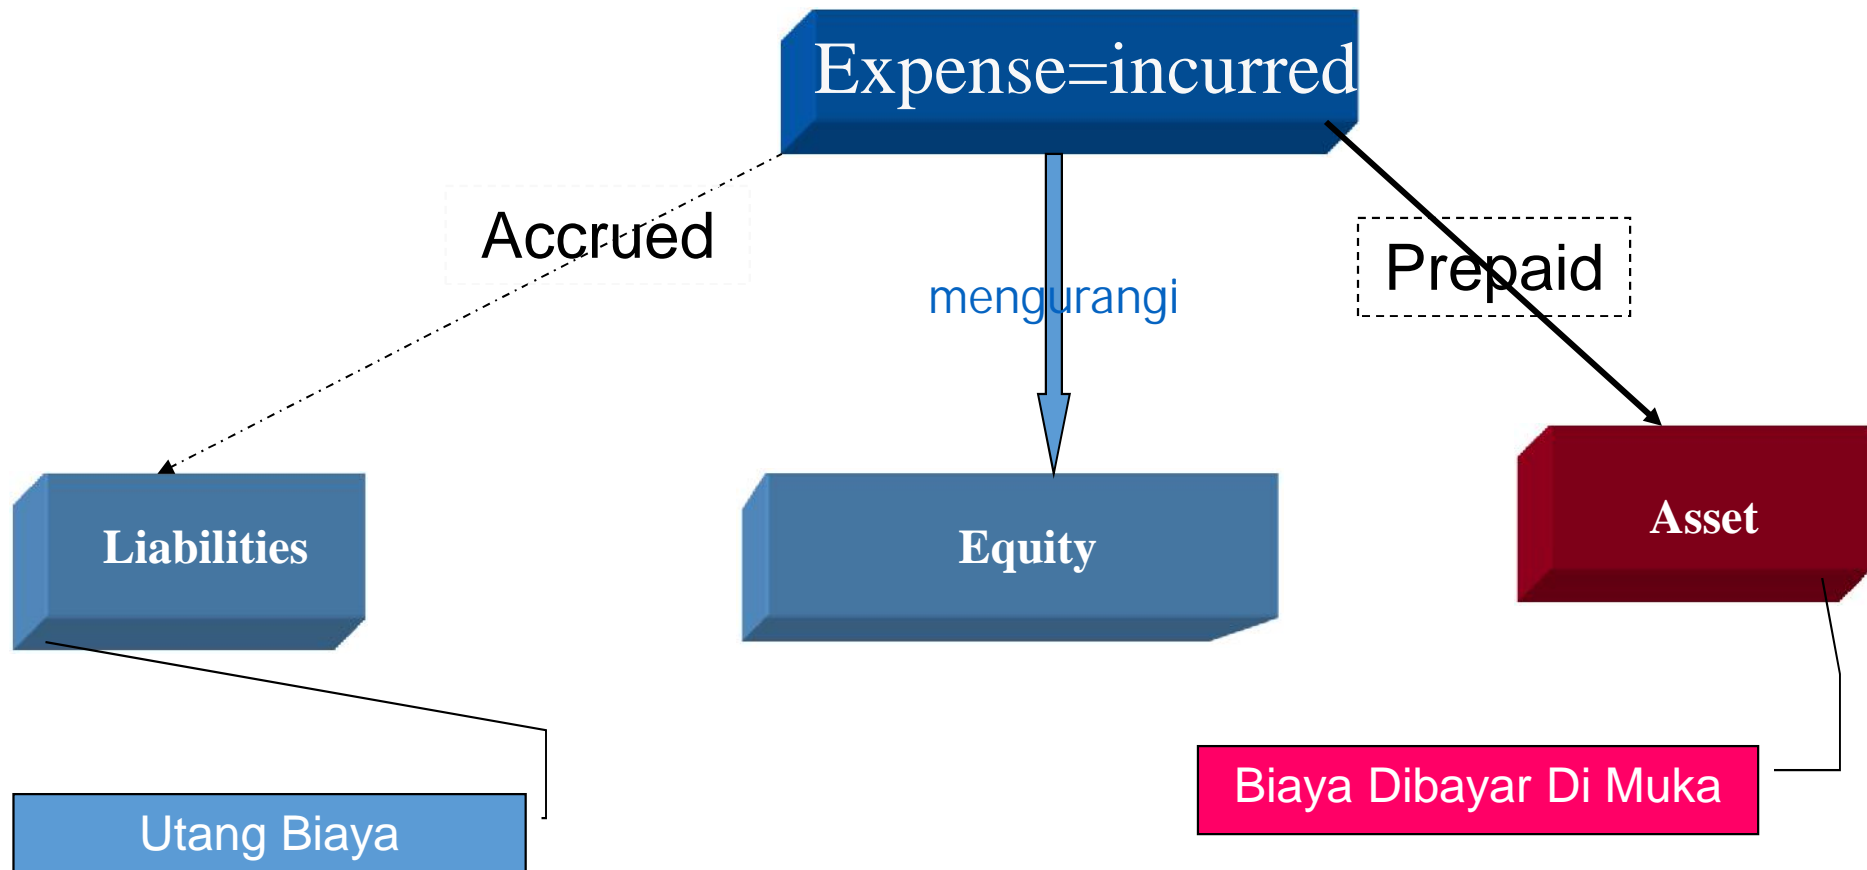 Expense=incurred
Accrued
mengurangi
Prepaid
Liabilities
Equity
Asset
Utang Biaya
Biaya Dibayar Di Muka